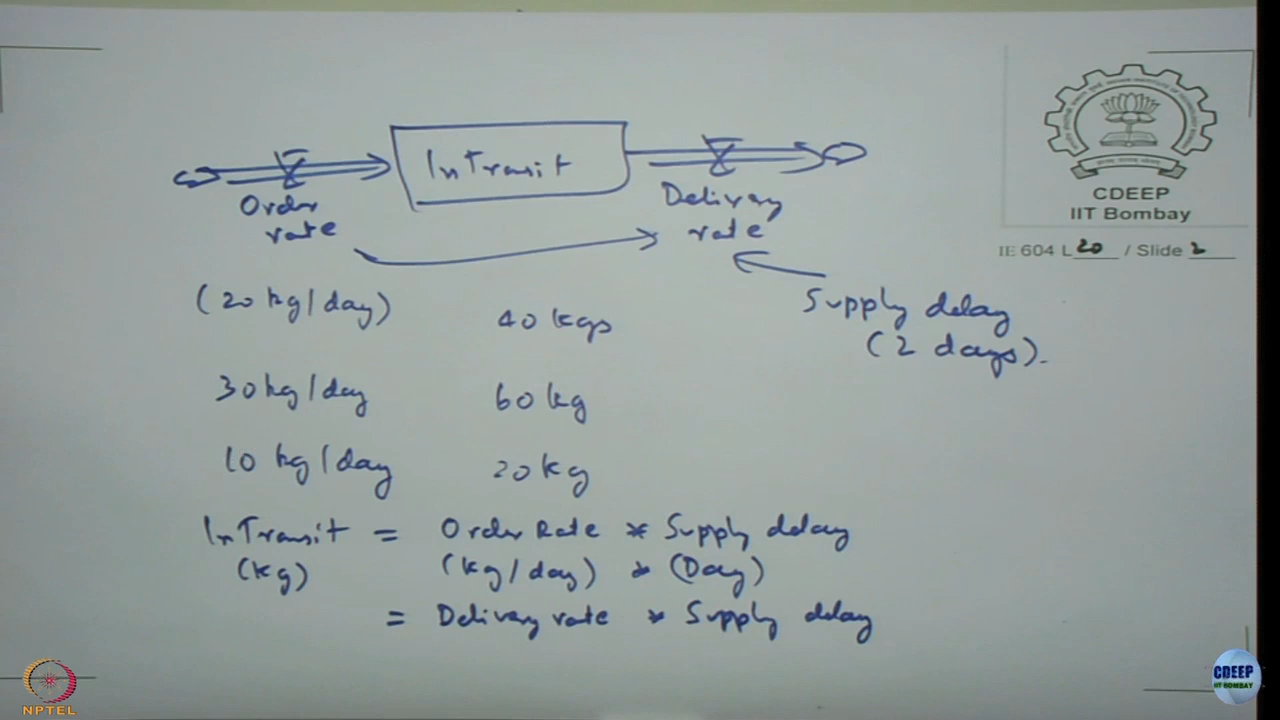 InTransit
Order rate
Delivery rate
CDEEP
IIT Bombay
IE 604 L 20 / Slide 2
Supply delay
(2 days).
(20 kg/day) 40 kgs
30 kg/day 60 kg
10 kg/day 20 kg
InTransit = Order Rate * Supply delay
(kg) (kg/day) * (Day)
= Delivery rate * Supply delay
NPTEL
CDEEP
IIT BOMBAY